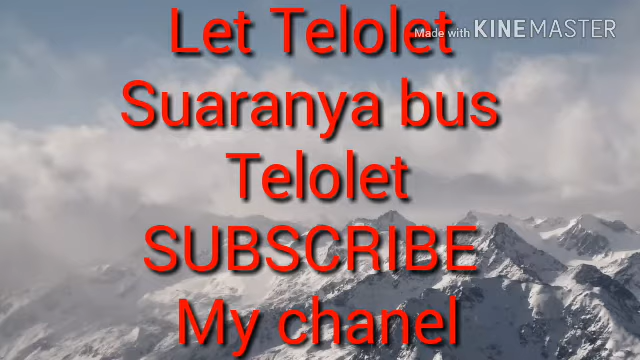 Let Telolet
Made with KINEMASTER
Suaranya bus
Telolet
SUBSCRIBE
My chanel